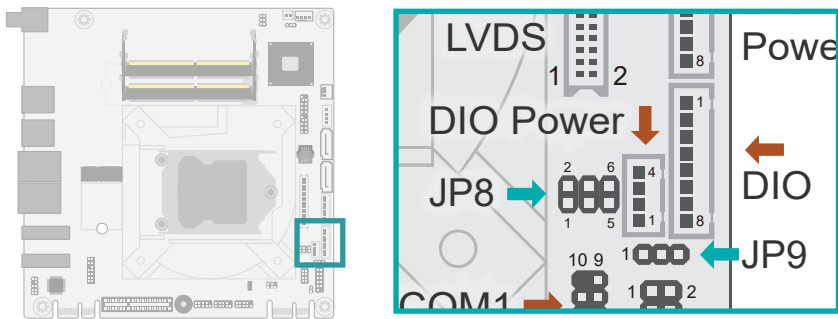 LVDS
1 2
8
Powe
DIO Power
1
4
2 6
JP8
1 5
1
8
DIO
1
JP9
10 9
COM1
1 2